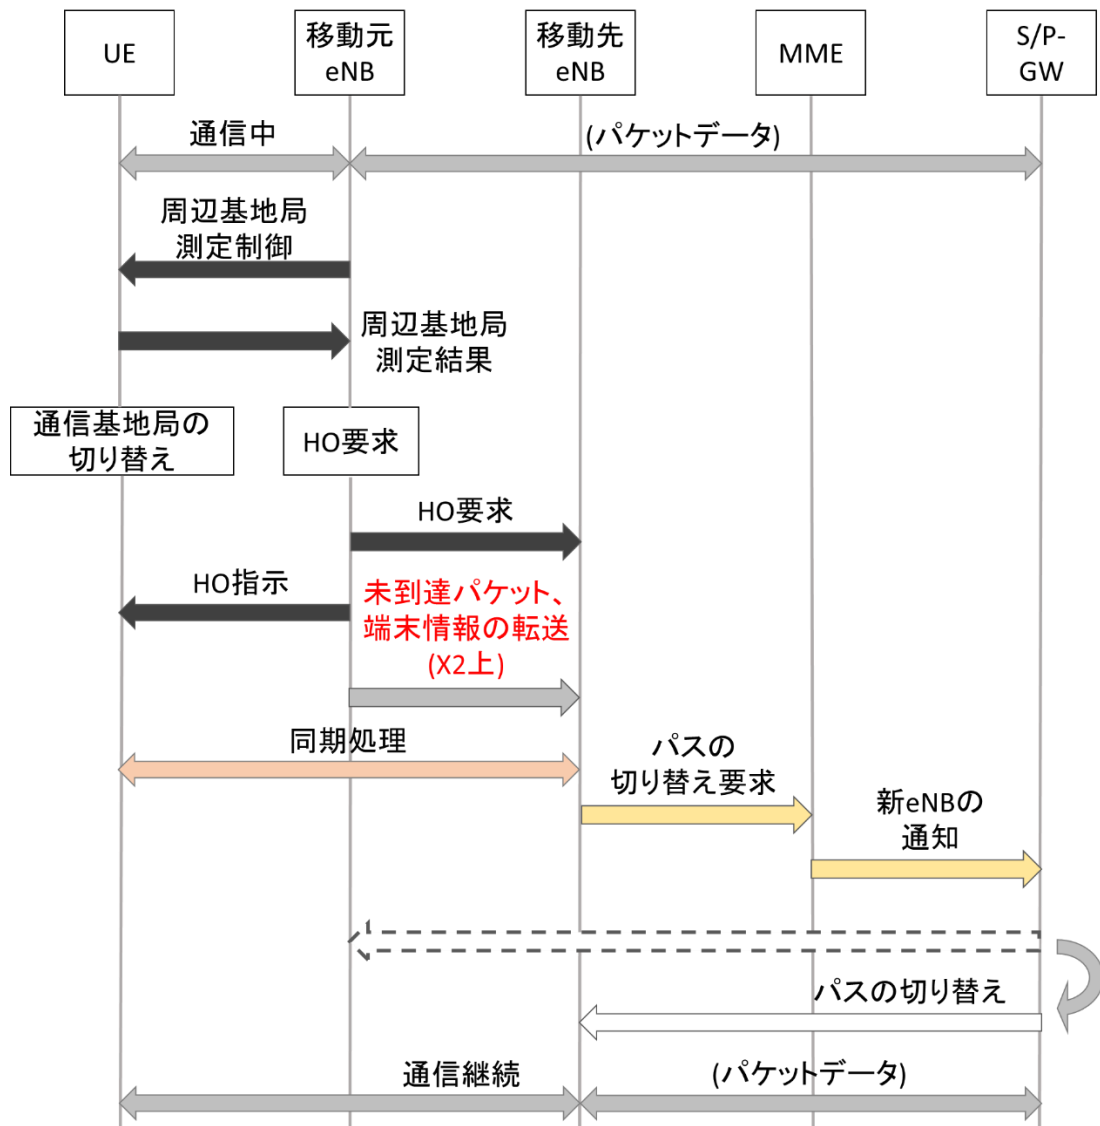 UE
移動元
eNB
移動先
eNB
MME
S/P-
GW
通信中
(パケットデータ)
周辺基地局
測定制御
周辺基地局
測定結果
通信基地局の
切り替え
HO要求
HO要求
HO指示
未到達パケット、
端末情報の転送
(X2上)
同期処理
パスの
切り替え要求
新eNBの
通知
パスの切り替え
通信継続
(パケットデータ)